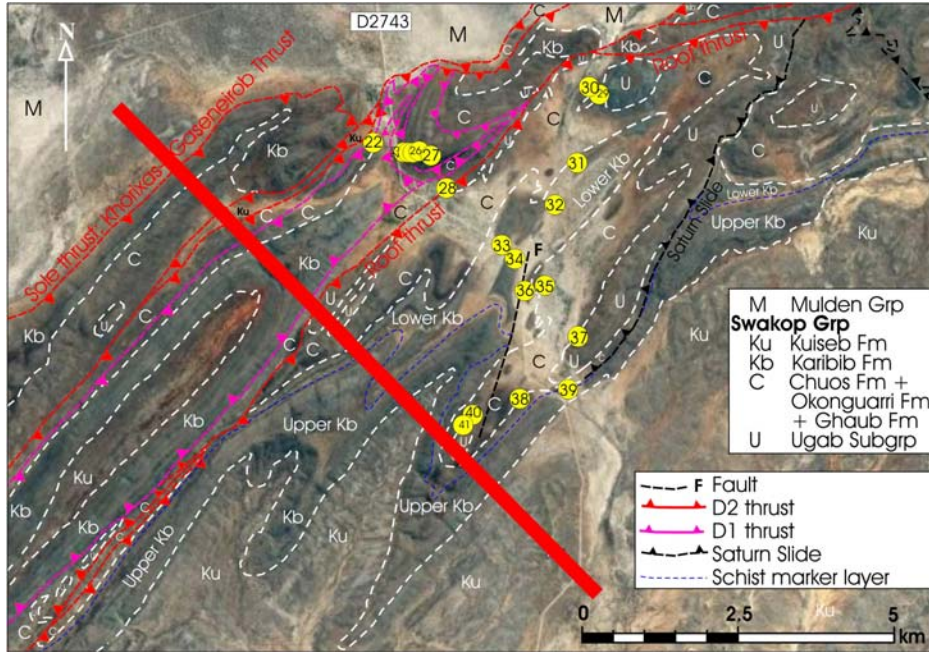 D2743
N
M
M
M
C
C
Kb
Kb
U
U
U
C
C
C
Roof thrust
Sole thrust: Khorixas - Gaseneirob Thrust
Kb
Ku
22
26
27
28
30
29
31
32
U
U
C
C
Lower Kb
Lower Kb
Upper Kb
Ku
Ku
C
C
C
C
Kb
Roof thrust
Saturn Slide
33
34
F
36
35
37
U
U
Lower Kb
Kb
U
C
C
Ku
38
39
40
41
C
U
Kb
Upper Kb
Upper Kb
Ku
Kb
Kb
Upper Kb
Kb
Ku
Ku
C
C
Ku
M Mulden Grp
Swakop Grp
Ku Kuiseb Fm
Kb Karibib Fm
C Chuos Fm +
Okonguarri Fm
+ Ghaub Fm
U Ugab Subgrp
F Fault
D2 thrust
D1 thrust
Saturn Slide
Schist marker layer
0 2.5 5
km